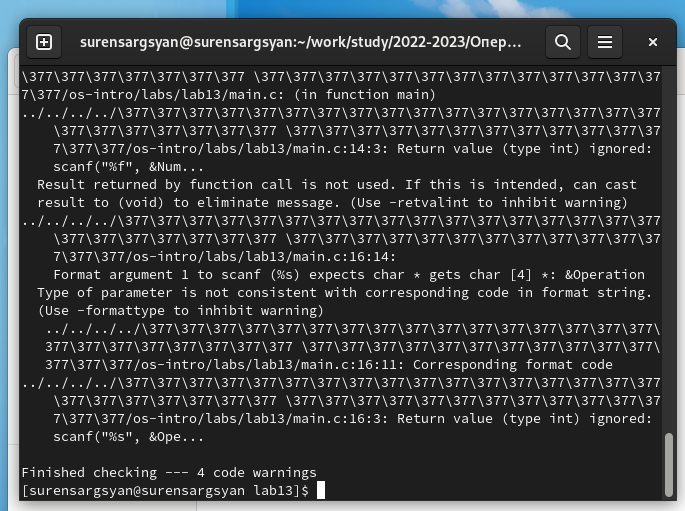 surensargsyan@surensargsyan:~/work/study/2022-2023/Опер...
\377\377\377\377\377\377\377 \377\377\377\377\377\377\377\377\377\377\377\377\37
7\377\377/os-intro/labs/lab13/main.c: (in function main)
../../../../\377\377\377\377\377\377\377\377\377\377\377\377\377\377\377\377\377
\377\377\377\377\377\377\377 \377\377\377\377\377\377\377\377\377\377\377\37
7\377\377/os-intro/labs/lab13/main.c:14:3: Return value (type int) ignored:
scanf("%f", &Num...
Result returned by function call is not used. If this is intended, can cast
result to (void) to eliminate message. (Use -retvalint to inhibit warning)
../../../../\377\377\377\377\377\377\377\377\377\377\377\377\377\377\377\377\377
\377\377\377\377\377\377\377 \377\377\377\377\377\377\377\377\377\377\377\37
7\377\377/os-intro/labs/lab13/main.c:16:14:
Format argument 1 to scanf (%s) expects char * gets char [4] *: &Operation
Type of parameter is not consistent with corresponding code in format string.
(Use -formattype to inhibit warning)
../../../../\377\377\377\377\377\377\377\377\377\377\377\377\377\377\377\377\
377\377\377\377\377\377\377\377 \377\377\377\377\377\377\377\377\377\377\377\
377\377\377/os-intro/labs/lab13/main.c:16:11: Corresponding format code
../../../../\377\377\377\377\377\377\377\377\377\377\377\377\377\377\377\377\377
\377\377\377\377\377\377\377 \377\377\377\377\377\377\377\377\377\377\377\37
7\377\377/os-intro/labs/lab13/main.c:16:3: Return value (type int) ignored:
scanf("%s", &Ope...
Finished checking --- 4 code warnings
[surensargsyan@surensargsyan lab13]$